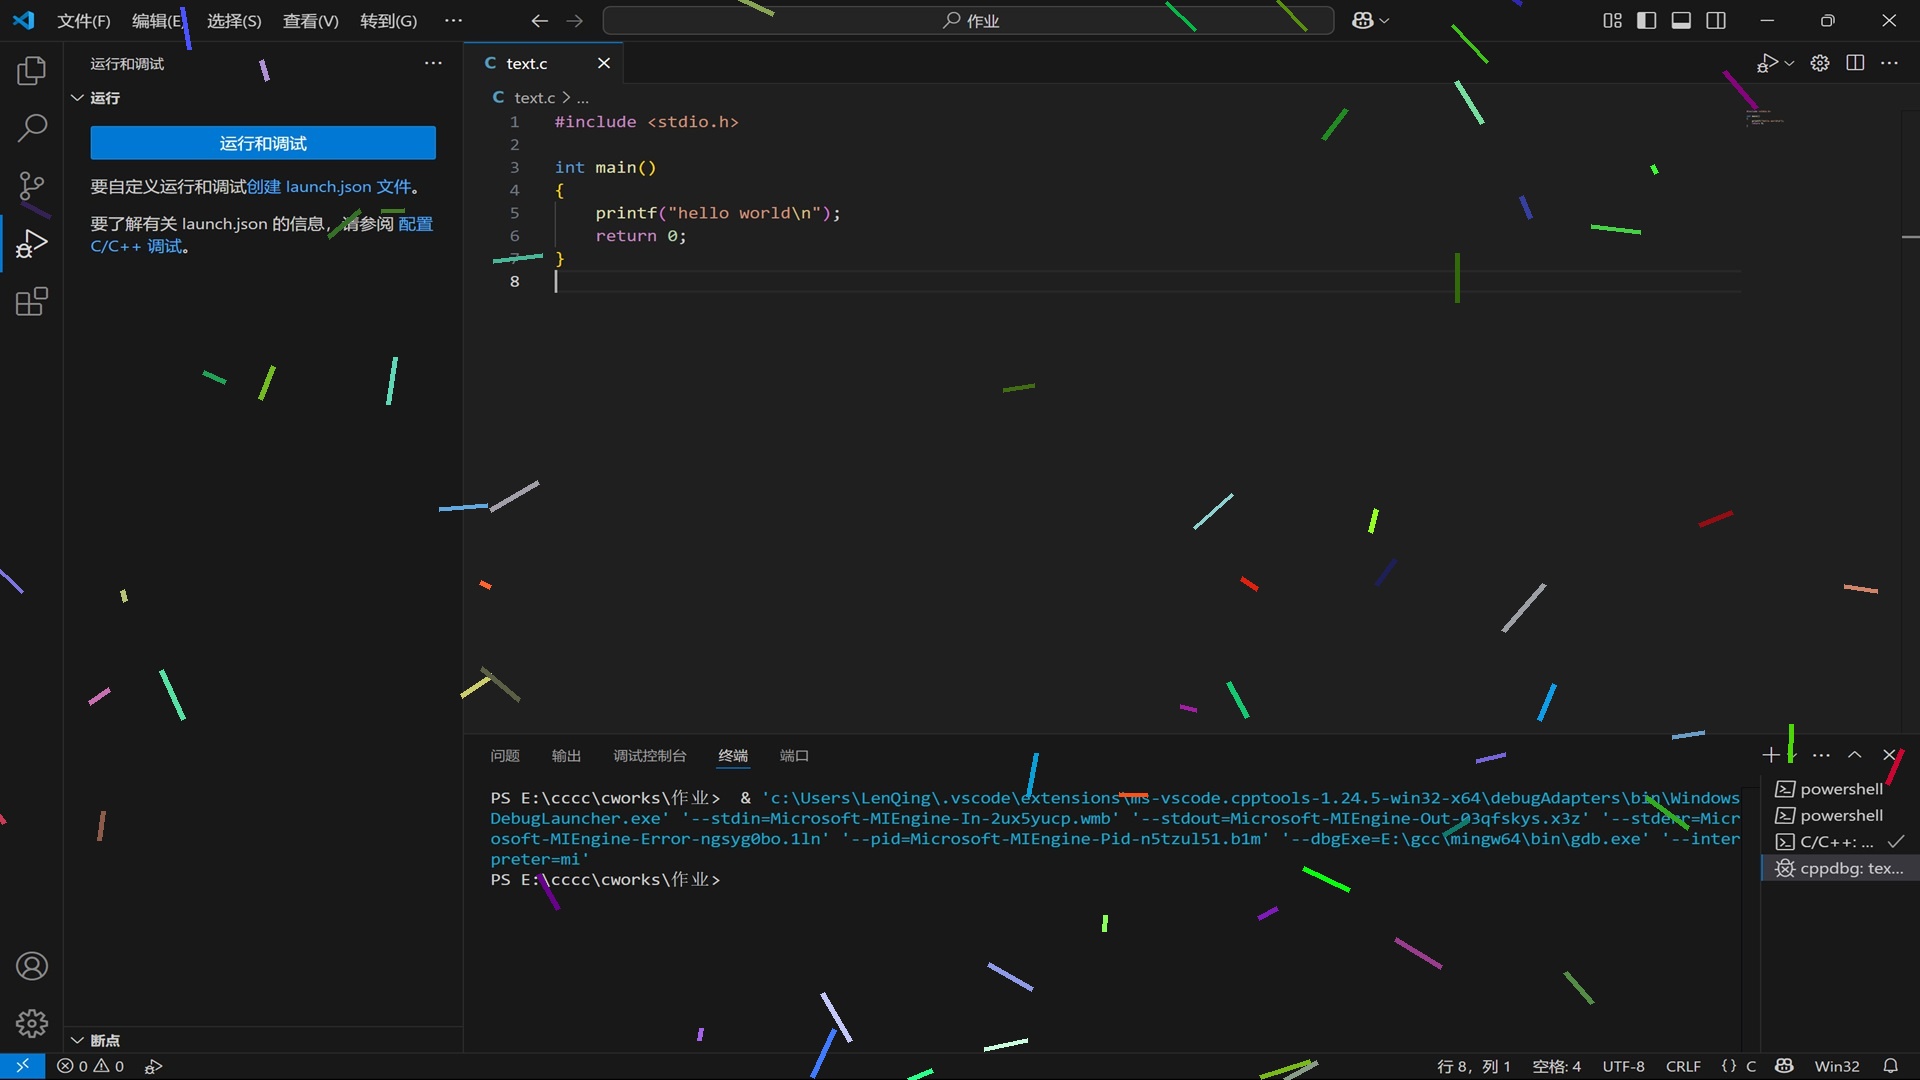 文件(F) 编辑(E 选择(S) 查看(V) 转到(G) ···
作业
运行和调试 ···
运行
运行和调试
要自定义运行和调试创建 launch.json 文件。
要了解有关 launch.json 的信息，请参阅 配置
C/C++ 调试。
断点
C text.c
C text.c > ...
1 #include <stdio.h>
2
3 int main()
4 {
5 printf("hello world\n");
6 return 0;
7 }
8
问题 输出 调试控制台 终端 端口
PS E:\cccc\cworks\作业> & 'c:\Users\LenQing\.vscode\extensions\ms-vscode.cpptools-1.24.5-win32-x64\debugAdapters\bin\Windows
DebugLauncher.exe' '--stdin=Microsoft-MIEngine-In-2ux5yucp.wmb' '--stdout=Microsoft-MIEngine-Out-03qfskys.x3z' '--stderr=Micr
osoft-MIEngine-Error-ngsyg0bo.1ln' '--pid=Microsoft-MIEngine-Pid-n5tzul51.b1m' '--dbgExe=E:\gcc\mingw64\bin\gdb.exe' '--inter
preter=mi'
PS E:\cccc\cworks\作业>
powershell
powershell
C/C++: ...
cppdbg: tex...
0 0
行 8，列 1 空格: 4 UTF-8 CRLF {} C Win32